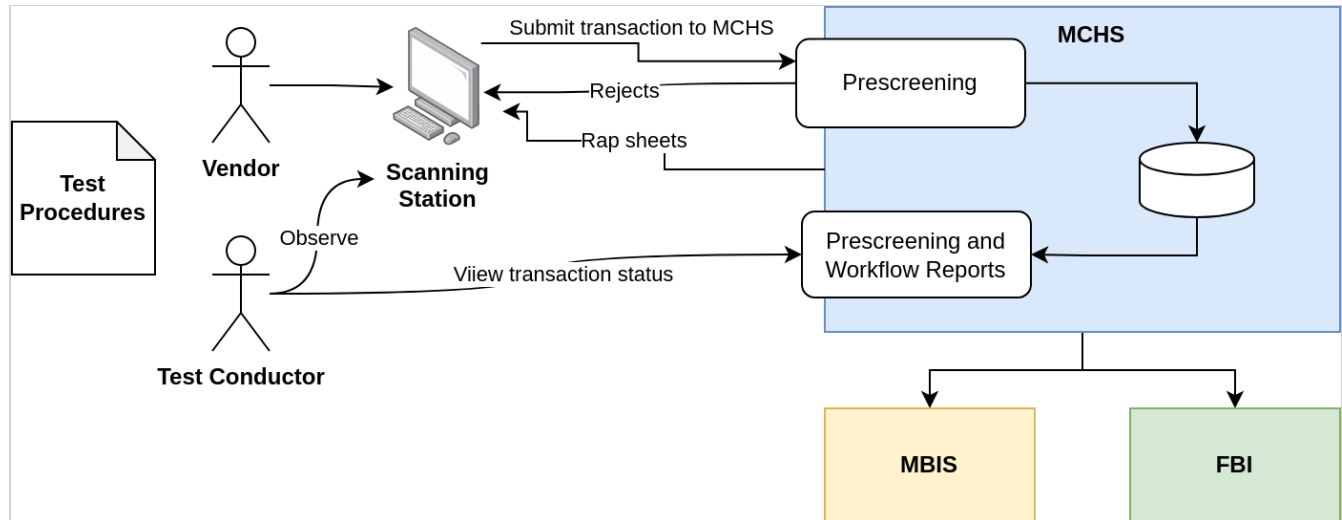 Submit transaction to MCHS
MCHS
Prescreening
Rejects
Rap sheets
Vendor
Scanning
Station
Test
Procedures
Observe
Prescreening and
Workflow Reports
Viiew transaction status
Test Conductor
MBIS
FBI